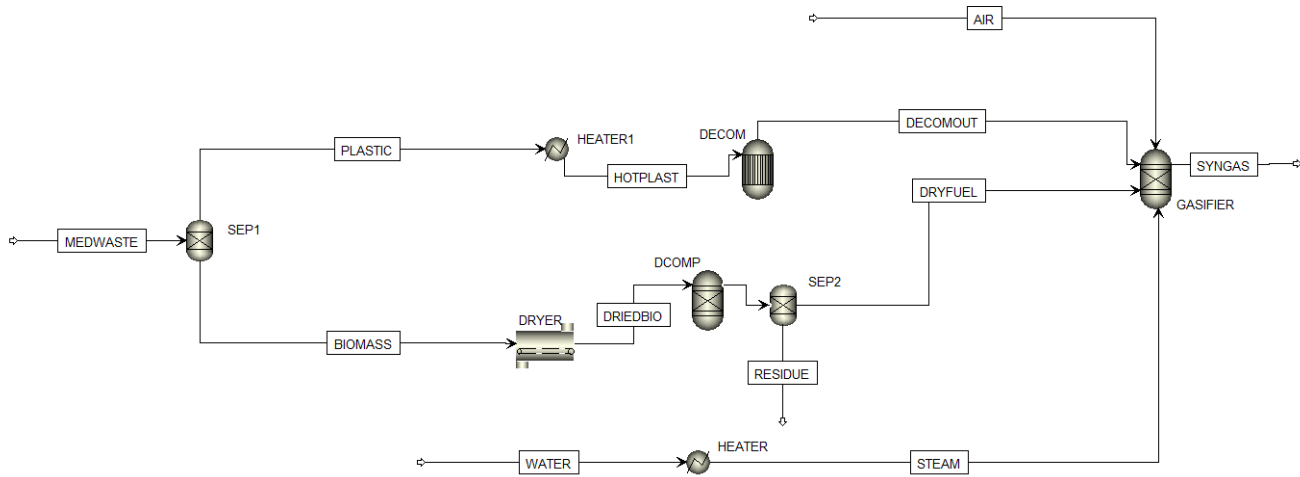 AIR
DECOMOUT
DECOM
HEATER1
PLASTIC
HOTPLAST
SYNGAS
DRYFUEL
GASIFIER
SEP1
MEDWASTE
DCOMP
SEP2
DRYER
DRIEDBIO
BIOMASS
RESIDUE
HEATER
WATER
STEAM